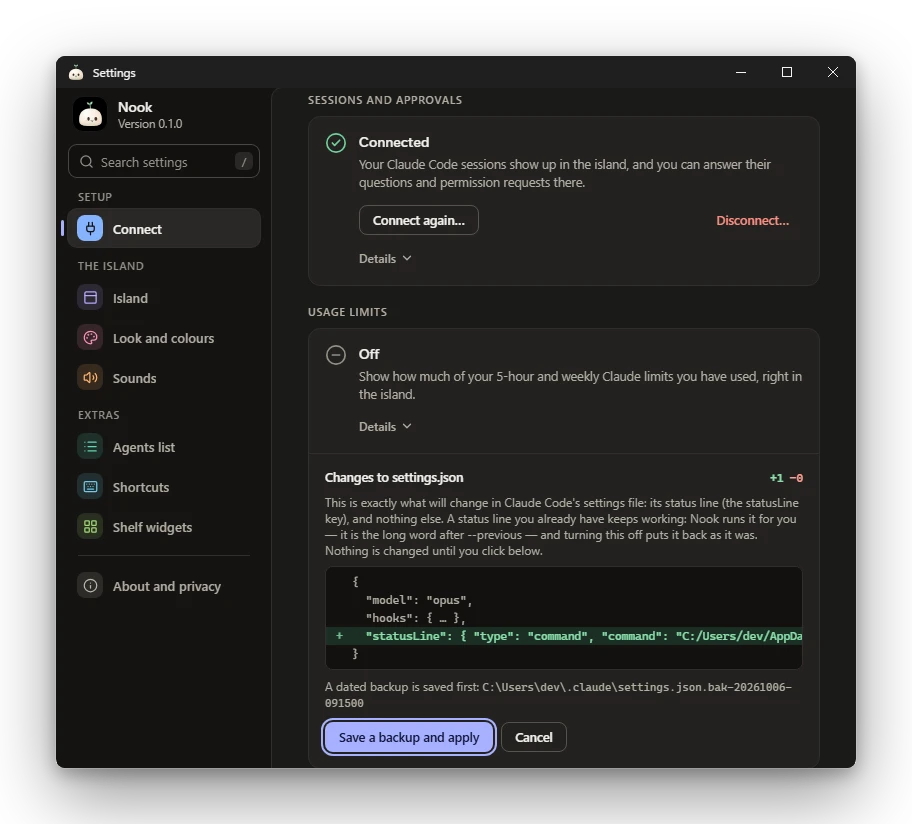 Settings
Nook
Version 0.1.0
Search settings /
SETUP
Connect
THE ISLAND
Island
Look and colours
Sounds
EXTRAS
Agents list
Shortcuts
Shelf widgets
About and privacy
SESSIONS AND APPROVALS
Connected
Your Claude Code sessions show up in the island, and you can answer their
questions and permission requests there.
Connect again...
Disconnect...
Details
USAGE LIMITS
Off
Show how much of your 5-hour and weekly Claude limits you have used, right in
the island.
Details
Changes to settings.json +1 −0
This is exactly what will change in Claude Code's settings file: its status line (the statusLine
key), and nothing else. A status line you already have keeps working: Nook runs it for you
— it is the long word after --previous — and turning this off puts it back as it was.
Nothing is changed until you click below.
{
"model": "opus",
"hooks": { … },
+ "statusLine": { "type": "command", "command": "C:/Users/dev/AppDa
}
A dated backup is saved first: C:\Users\dev\.claude\settings.json.bak-20261006-
091500
Save a backup and apply
Cancel